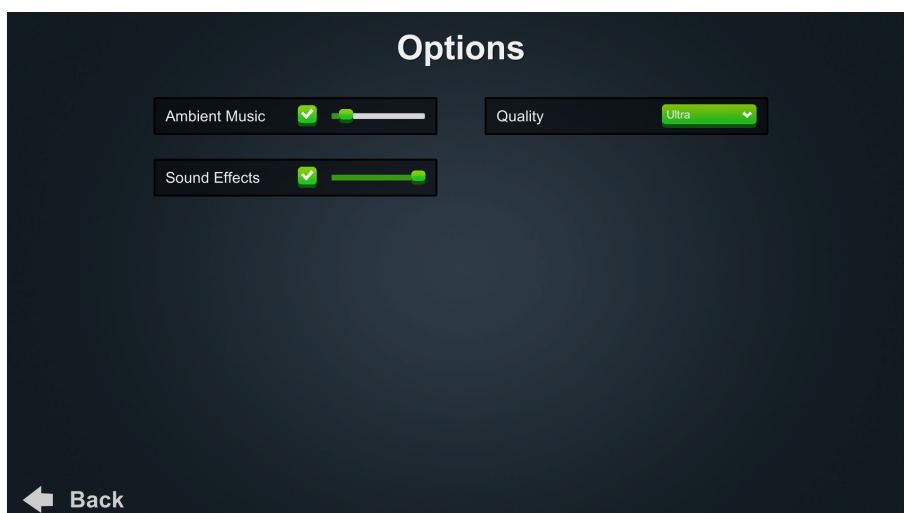 Options
Ambient Music
Quality
Ultra
Sound Effects
Back